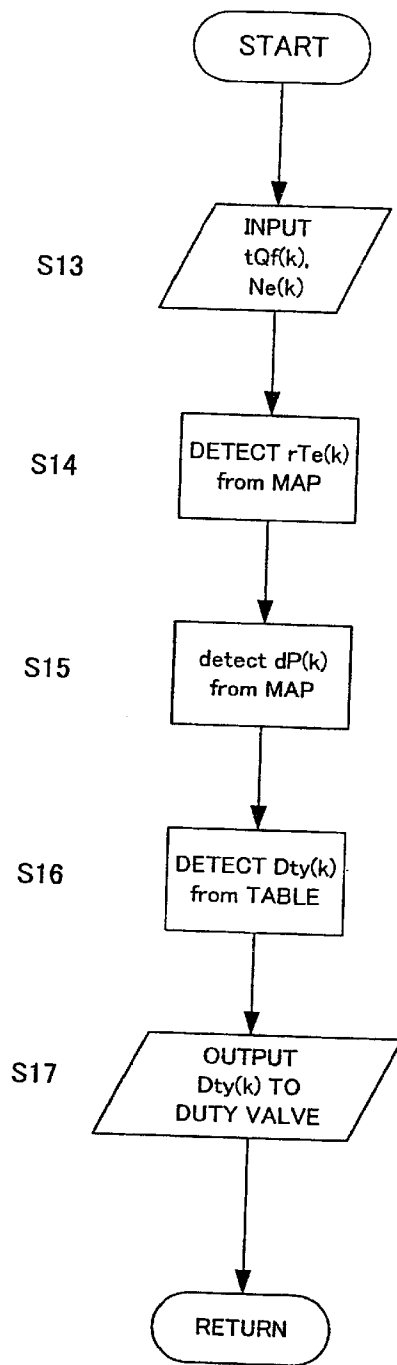 START
S13
INPUT
tQf(k),
Ne(k)
S14
DETECT rTe(k)
from MAP
S15
detect dP(k)
from MAP
S16
DETECT Dty(k)
from TABLE
S17
OUTPUT
Dty(k) TO
DUTY VALVE
RETURN